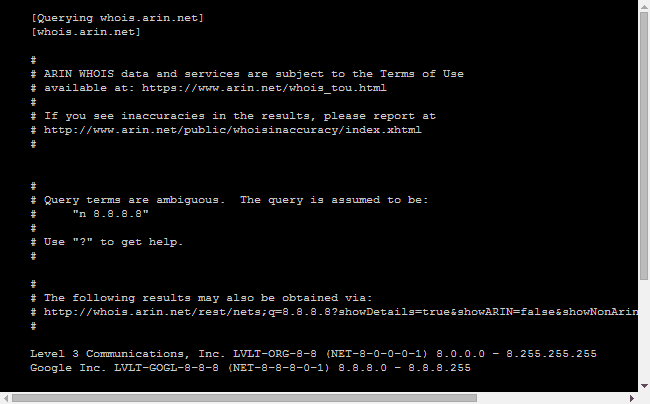 [Querying whois.arin.net]
[whois.arin.net]
#
# ARIN WHOIS data and services are subject to the Terms of Use
# available at: https://www.arin.net/whois_tou.html
#
# If you see inaccuracies in the results, please report at
# http://www.arin.net/public/whoisinaccuracy/index.xhtml
#
#
# Query terms are ambiguous.  The query is assumed to be:
#     "n 8.8.8.8"
#
# Use "?" to get help.
#
#
# The following results may also be obtained via:
# http://whois.arin.net/rest/nets;q=8.8.8.8?showDetails=true&showARIN=false&showNonArin
#
Level 3 Communications, Inc. LVLT-ORG-8-8 (NET-8-0-0-0-1) 8.0.0.0 - 8.255.255.255
Google Inc. LVLT-GOGL-8-8-8 (NET-8-8-8-0-1) 8.8.8.0 - 8.8.8.255